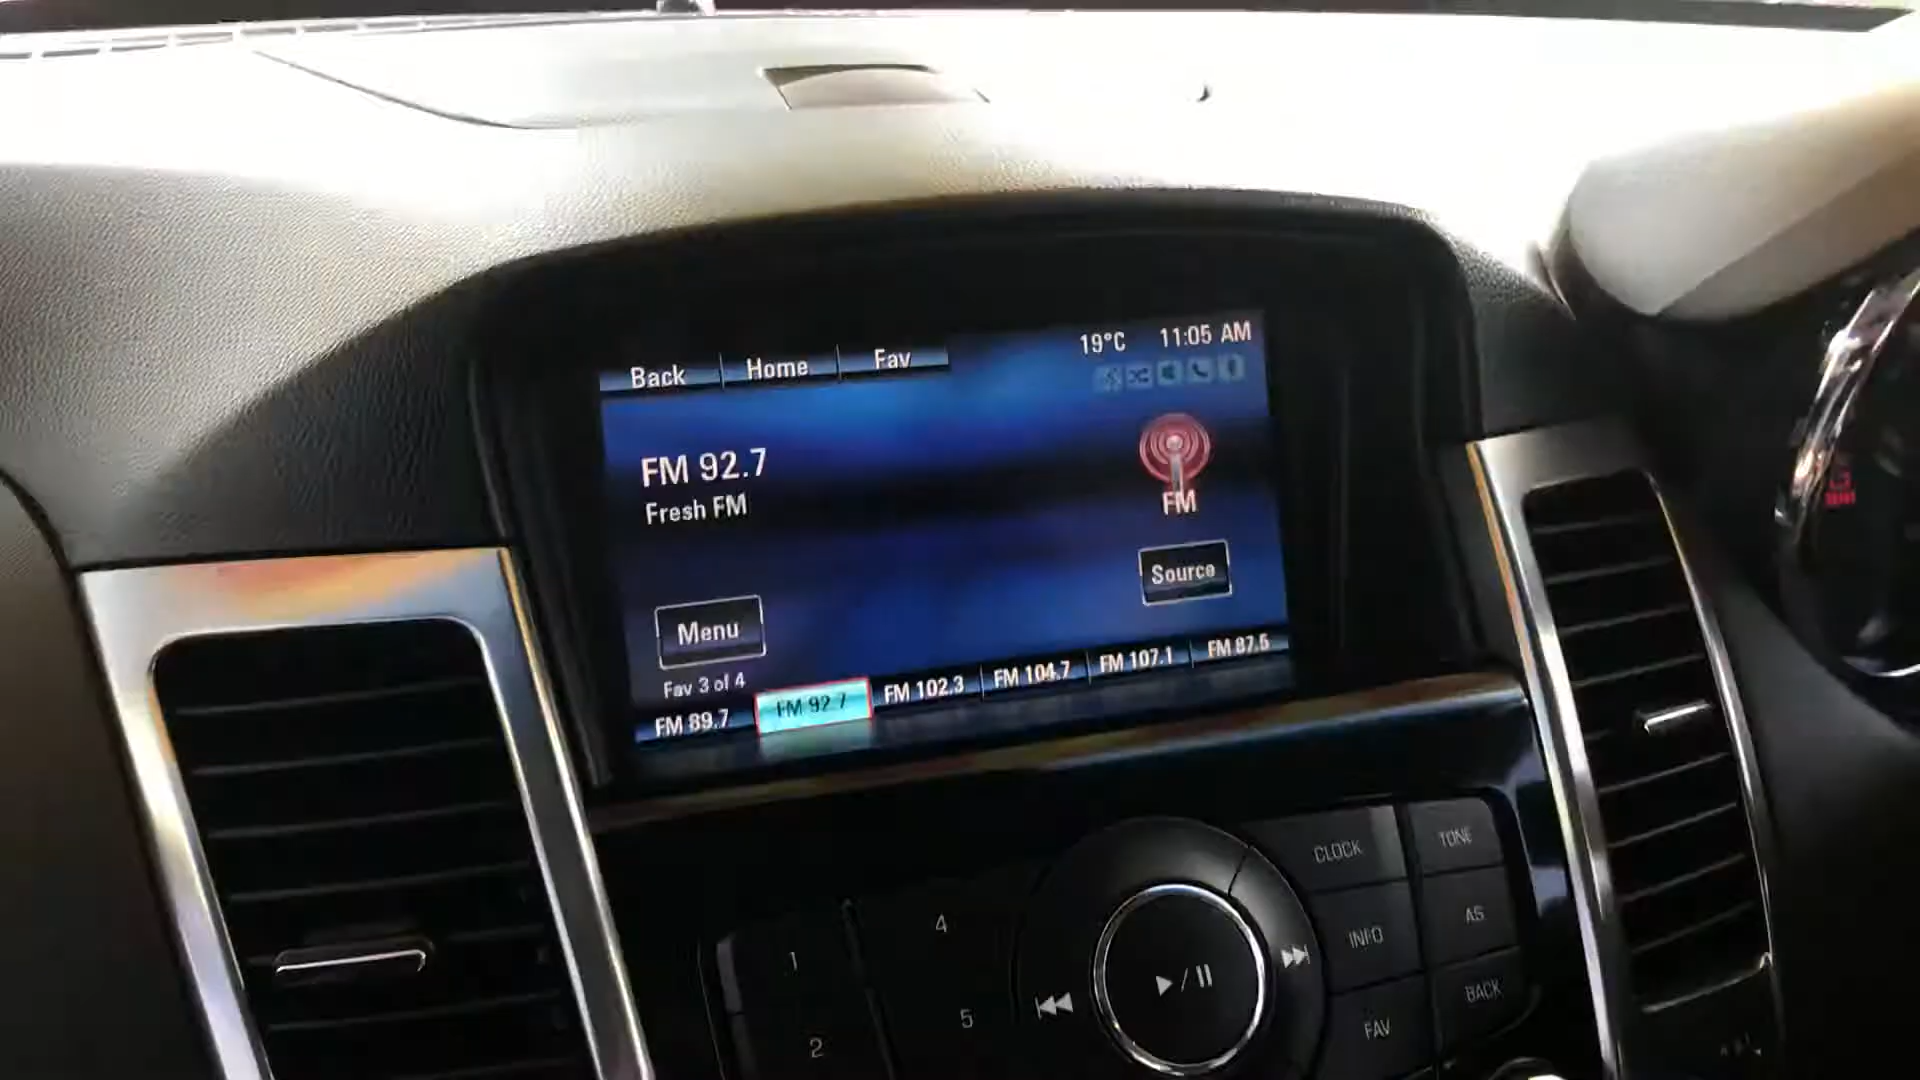 Back Home Fav 19°C 11:05 AM
FM 92.7
Fresh FM
FM
Source
Menu
Fav 3 of 4
FM 89.7 FM 92.7 FM 102.3 FM 104.7 FM 107.1 FM 87.5
CLOCK TONE
1 4 INFO AS
2 5 FAV BACK